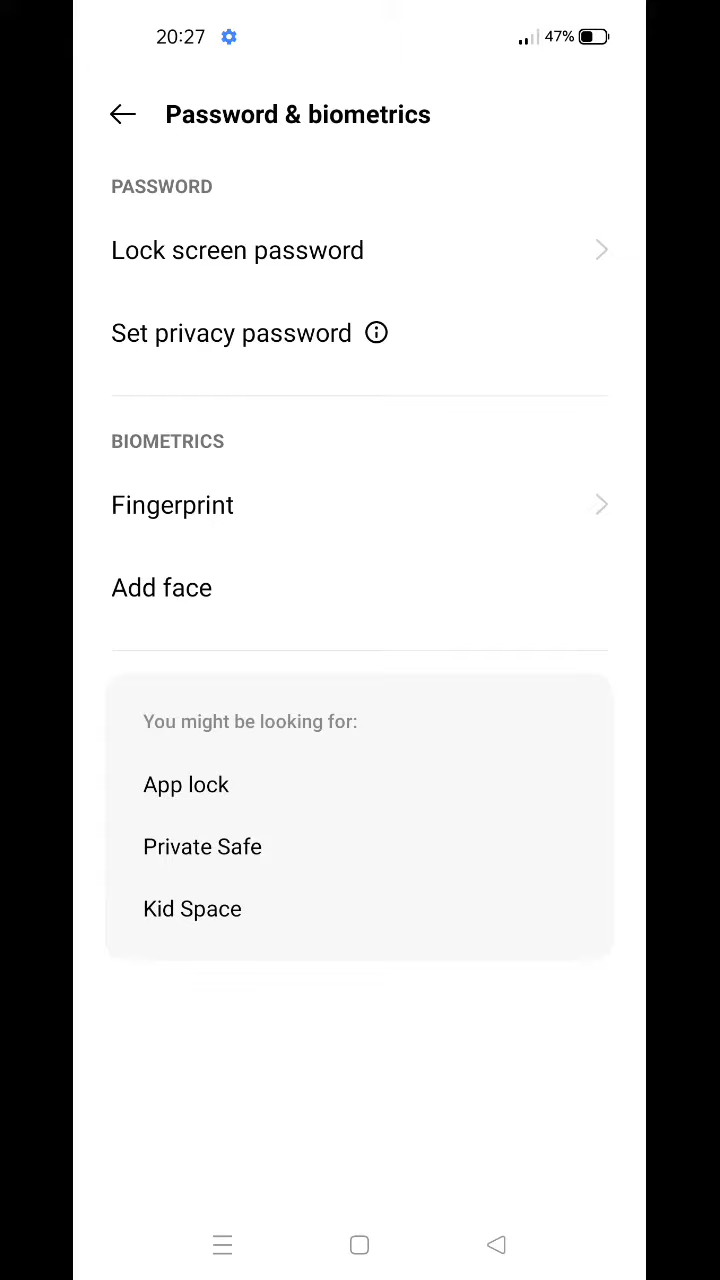 20:27
47%
Password & biometrics
PASSWORD
Lock screen password
Set privacy password
BIOMETRICS
Fingerprint
Add face
You might be looking for:
App lock
Private Safe
Kid Space